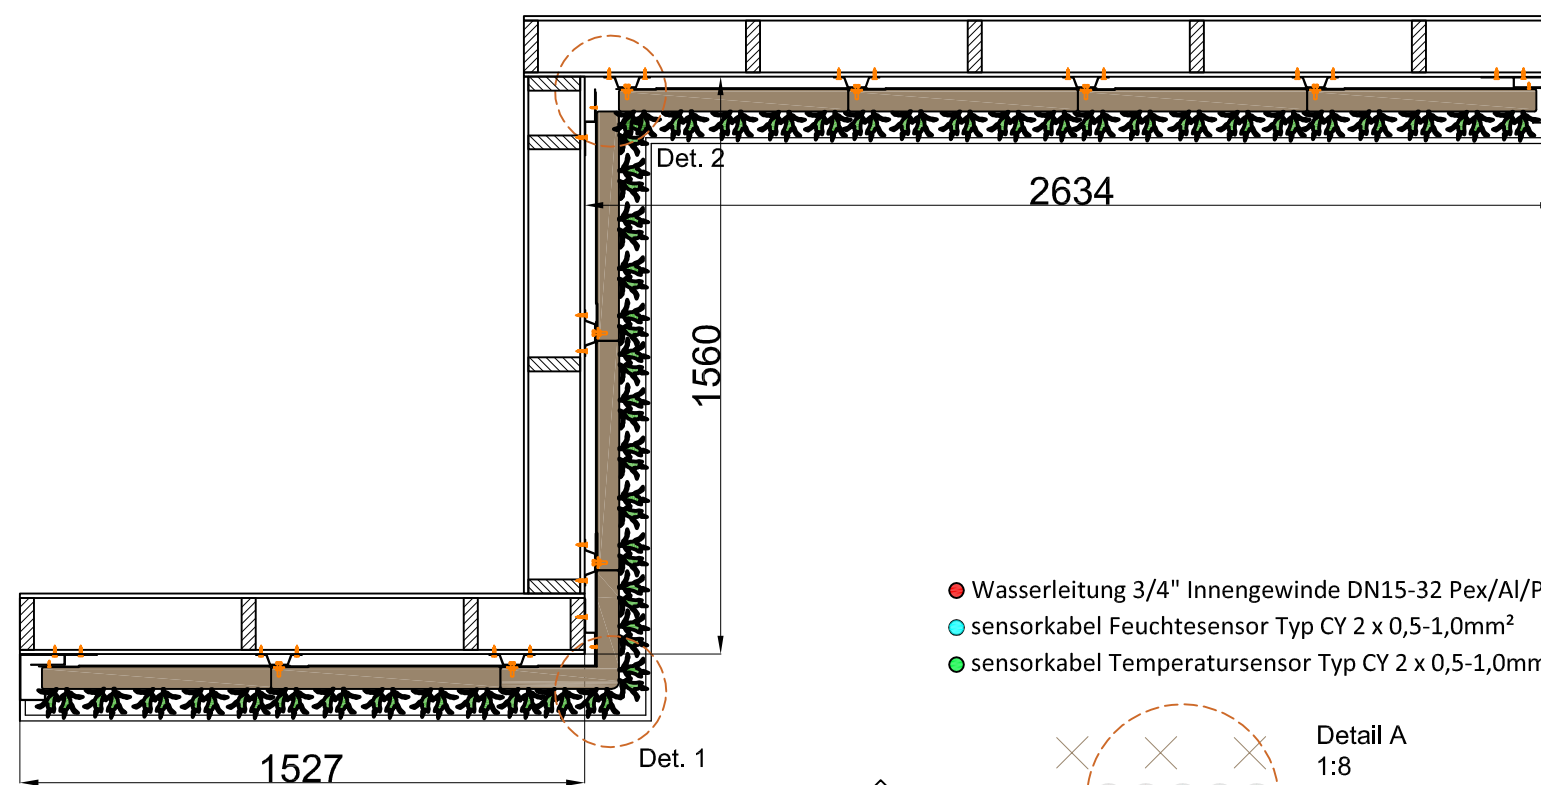 Det. 2
2634
1560
Wasserleitung 3/4" Innengewinde DN15-32 Pex/Al/P
sensorkabel Feuchtesensor Typ CY 2 x 0,5-1,0mm²
sensorkabel Temperatursensor Typ CY 2 x 0,5-1,0mm
Detail A
1:8
Det. 1
1527